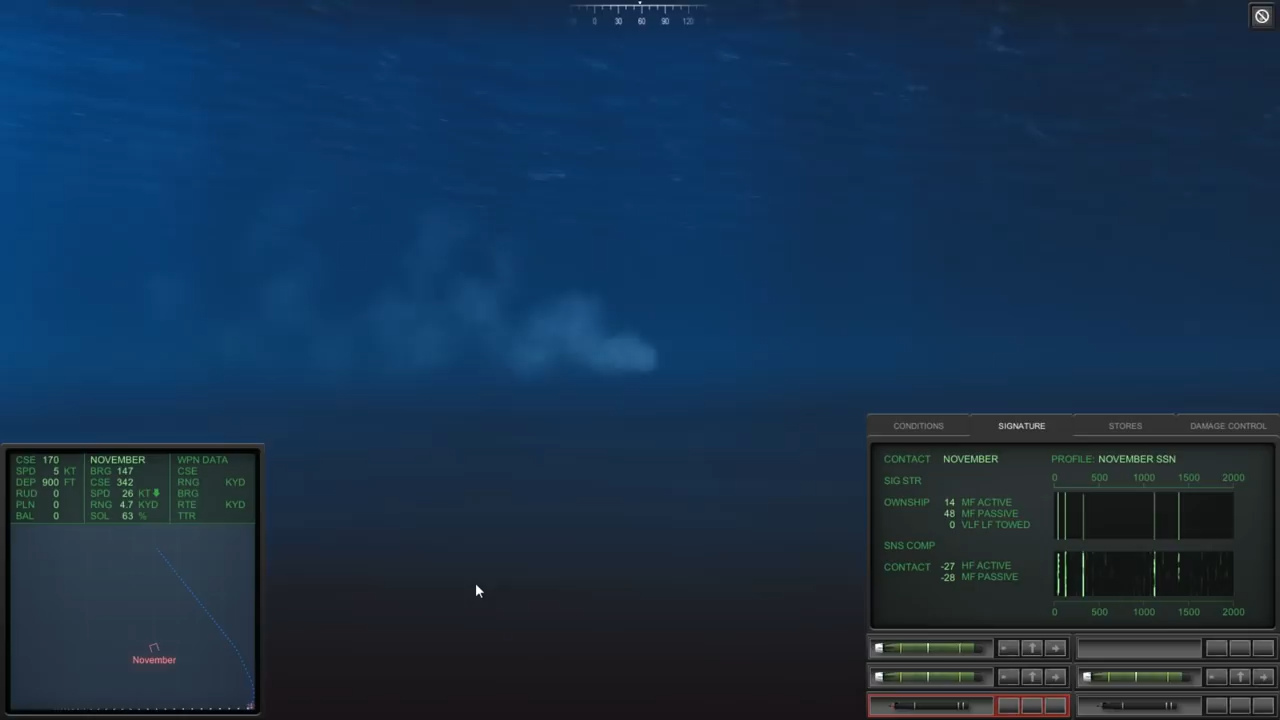 0 30 60 90 120
CONDITIONS SIGNATURE STORES DAMAGE CONTROL
CSE 170 NOVEMBER WPN DATA
SPD 5 KT BRG 147 CSE
DEP 900 FT CSE 342 RNG KYD
RUD 0 SPD 26 KT BRG
PLN 0 RNG 4.7 KYD RTE KYD
BAL 0 SOL 63 % TTR
November
CONTACT NOVEMBER PROFILE: NOVEMBER SSN
SIG STR 0 500 1000 1500 2000
OWNSHIP 14 MF ACTIVE
48 MF PASSIVE
0 VLF LF TOWED
SNS COMP
CONTACT -27 HF ACTIVE
-28 MF PASSIVE
0 500 1000 1500 2000